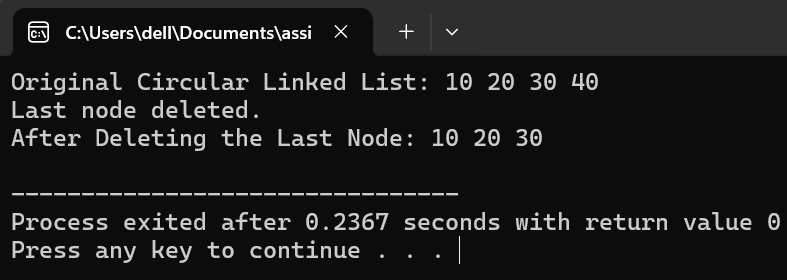 C:\Users\dell\Documents\assi
Original Circular Linked List: 10 20 30 40
Last node deleted.
After Deleting the Last Node: 10 20 30
--------------------------------
Process exited after 0.2367 seconds with return value 0
Press any key to continue . . .